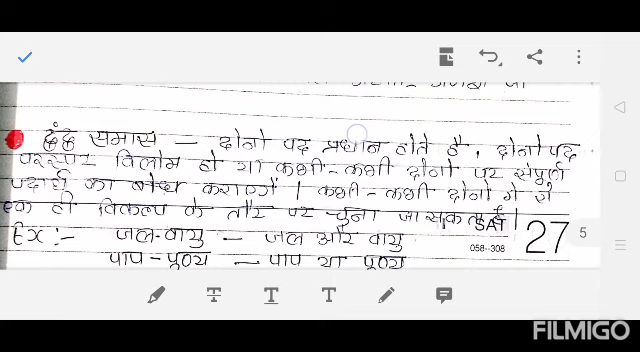 द्वंद्व समास — दोनो पद प्रधान होते है, दोनो पद
परस्पर विलोम हो या कभी-कभी दोनो पद संपूर्ण
पदार्थ का बोध कराएगें । कभी-कभी दोनो मे से
एक ही विकल्प के तौर पर चुना जा सकता है|
SAT
27
5
Ex:- जल-वायु — जल और वायु
058--308
पाप-पुण्य — पाप या पुण्य
FILMIGO